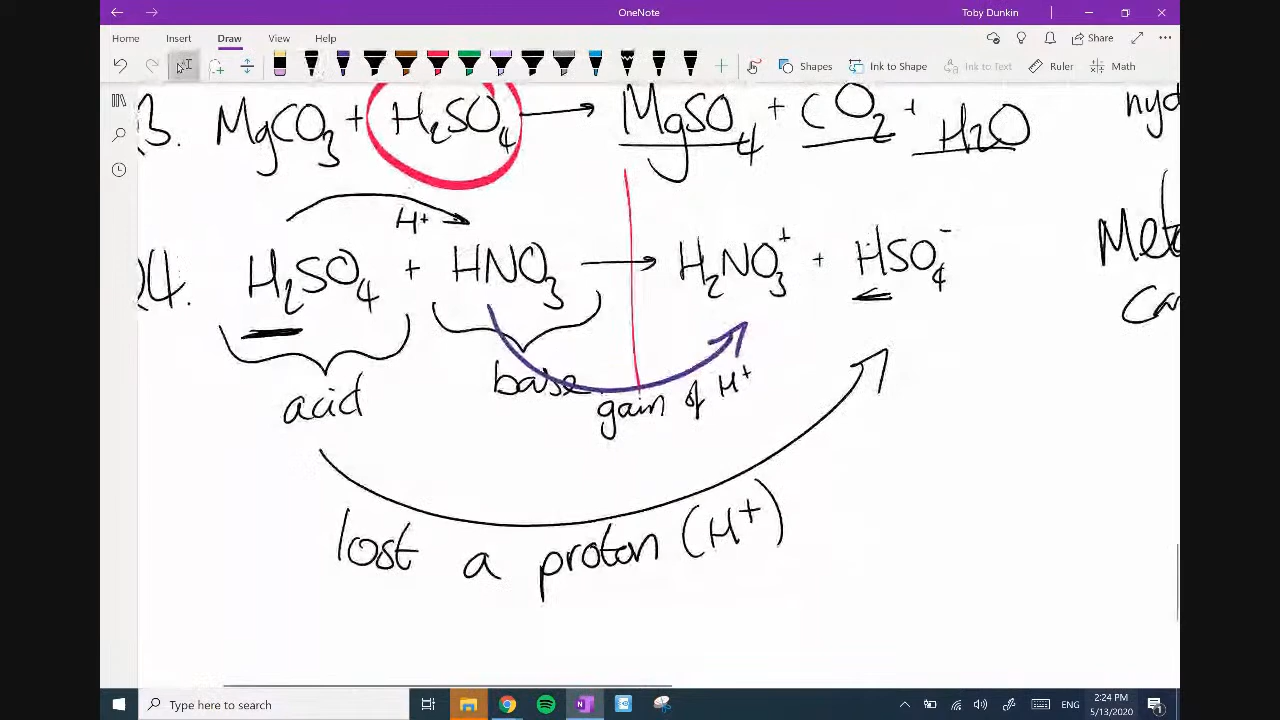 OneNote
Toby Dunkin
Home Insert Draw View Help
Share
Shapes
Ink to Shape
Ink to Text
Ruler
Math
3. MgCO₃ + H₂SO₄ → MgSO₄ + CO₂ + H₂O
H⁺
4. H₂SO₄ + HNO₃ → H₂NO₃⁺ + HSO₄⁻
acid
base
gain of H⁺
lost a proton (H⁺)
Type here to search
ENG
2:24 PM
5/13/2020